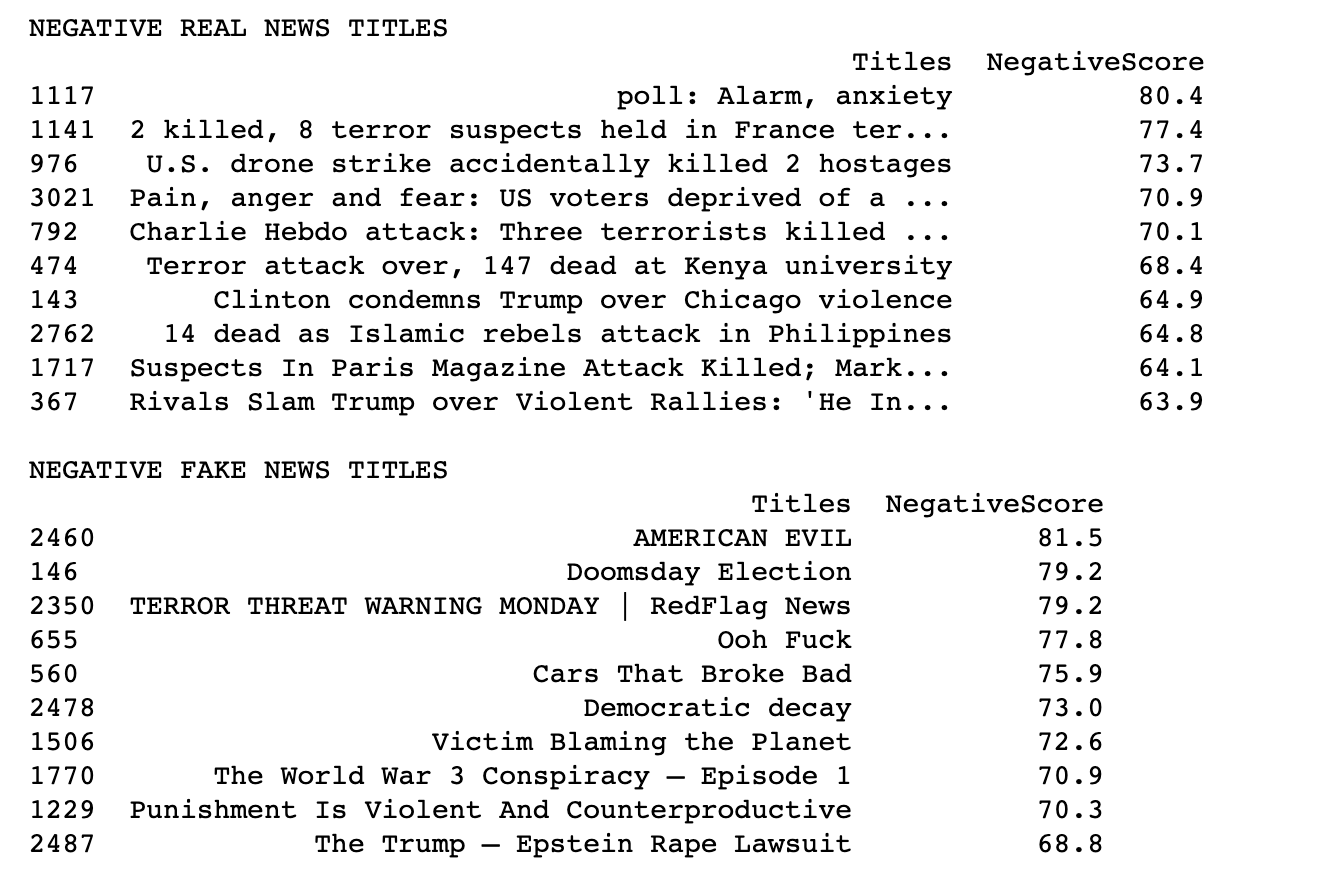 NEGATIVE REAL NEWS TITLES
Titles NegativeScore
1117 poll: Alarm, anxiety 80.4
1141 2 killed, 8 terror suspects held in France ter... 77.4
976 U.S. drone strike accidentally killed 2 hostages 73.7
3021 Pain, anger and fear: US voters deprived of a ... 70.9
792 Charlie Hebdo attack: Three terrorists killed ... 70.1
474 Terror attack over, 147 dead at Kenya university 68.4
143 Clinton condemns Trump over Chicago violence 64.9
2762 14 dead as Islamic rebels attack in Philippines 64.8
1717 Suspects In Paris Magazine Attack Killed; Mark... 64.1
367 Rivals Slam Trump over Violent Rallies: 'He In... 63.9
NEGATIVE FAKE NEWS TITLES
Titles NegativeScore
2460 AMERICAN EVIL 81.5
146 Doomsday Election 79.2
2350 TERROR THREAT WARNING MONDAY | RedFlag News 79.2
655 Ooh Fuck 77.8
560 Cars That Broke Bad 75.9
2478 Democratic decay 73.0
1506 Victim Blaming the Planet 72.6
1770 The World War 3 Conspiracy – Episode 1 70.9
1229 Punishment Is Violent And Counterproductive 70.3
2487 The Trump – Epstein Rape Lawsuit 68.8